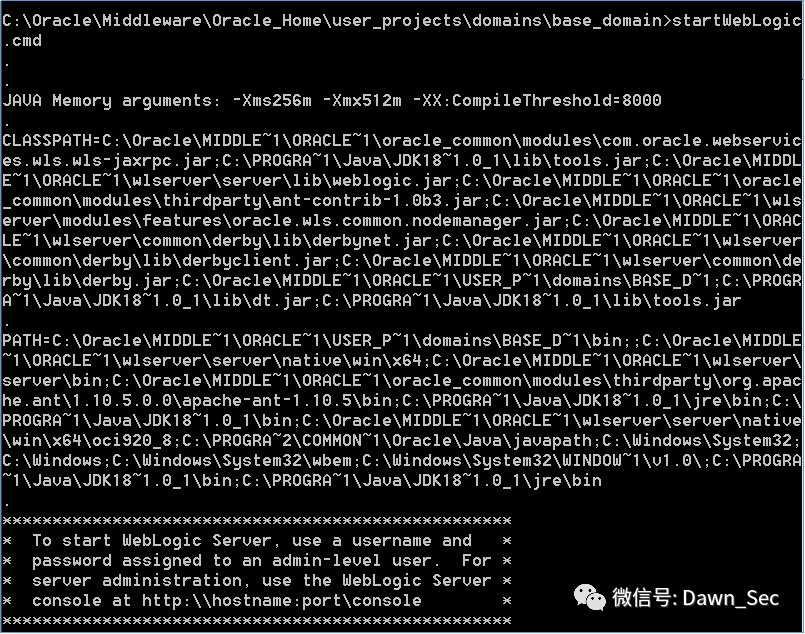 C:\Oracle\Middleware\Oracle_Home\user_projects\domains\base_domain>startWebLogic
.cmd
.
.
JAVA Memory arguments: -Xms256m -Xmx512m -XX:CompileThreshold=8000
.
CLASSPATH=C:\Oracle\MIDDLE~1\ORACLE~1\oracle_common\modules\com.oracle.webservic
es.wls.wls-jaxrpc.jar;C:\PROGRA~1\Java\JDK18~1.0_1\lib\tools.jar;C:\Oracle\MIDDL
E~1\ORACLE~1\wlserver\server\lib\weblogic.jar;C:\Oracle\MIDDLE~1\ORACLE~1\oracle
_common\modules\thirdparty\ant-contrib-1.0b3.jar;C:\Oracle\MIDDLE~1\ORACLE~1\wls
erver\modules\features\oracle.wls.common.nodemanager.jar;C:\Oracle\MIDDLE~1\ORAC
LE~1\wlserver\common\derby\lib\derbynet.jar;C:\Oracle\MIDDLE~1\ORACLE~1\wlserver
\common\derby\lib\derbyclient.jar;C:\Oracle\MIDDLE~1\ORACLE~1\wlserver\common\de
rby\lib\derby.jar;C:\Oracle\MIDDLE~1\ORACLE~1\USER_P~1\domains\BASE_D~1;C:\PROGR
A~1\Java\JDK18~1.0_1\lib\dt.jar;C:\PROGRA~1\Java\JDK18~1.0_1\lib\tools.jar
.
PATH=C:\Oracle\MIDDLE~1\ORACLE~1\USER_P~1\domains\BASE_D~1\bin;;C:\Oracle\MIDDLE
~1\ORACLE~1\wlserver\server\native\win\x64;C:\Oracle\MIDDLE~1\ORACLE~1\wlserver\
server\bin;C:\Oracle\MIDDLE~1\ORACLE~1\oracle_common\modules\thirdparty\org.apac
he.ant\1.10.5.0.0\apache-ant-1.10.5\bin;C:\PROGRA~1\Java\JDK18~1.0_1\jre\bin;C:\
PROGRA~1\Java\JDK18~1.0_1\bin;C:\Oracle\MIDDLE~1\ORACLE~1\wlserver\server\native
\win\x64\oci920_8;C:\PROGRA~2\COMMON~1\Oracle\Java\javapath;C:\Windows\System32;
C:\Windows;C:\Windows\System32\wbem;C:\Windows\System32\WINDOW~1\v1.0\;C:\PROGRA
~1\Java\JDK18~1.0_1\bin;C:\PROGRA~1\Java\JDK18~1.0_1\jre\bin
.
***************************************************
*  To start WebLogic Server, use a username and   *
*  password assigned to an admin-level user.  For *
*  server administration, use the WebLogic Server *
*  console at http:\\hostname:port\console        *
***************************************************
微信号: Dawn_Sec